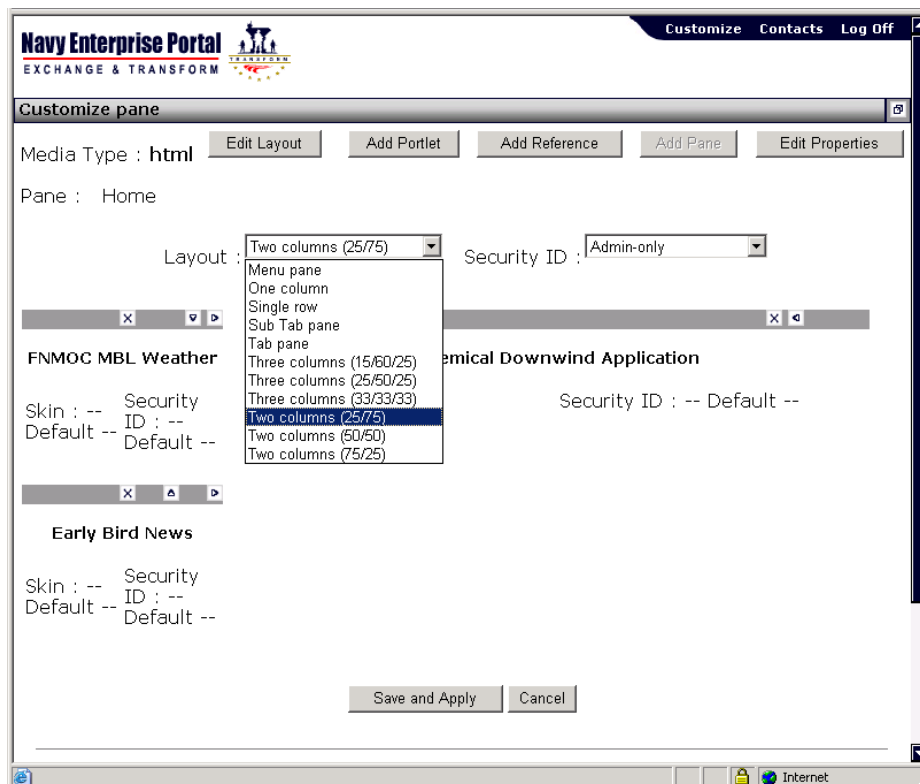 Customize Contacts Log Off
Navy Enterprise Portal
EXCHANGE & TRANSFORM
TRANSFORM
Customize pane
Media Type : html
Edit Layout
Add Portlet
Add Reference
Add Pane
Edit Properties
Pane : Home
Layout : Two columns (25/75)
Security ID : Admin-only
Menu pane
One column
Single row
Sub Tab pane
Tab pane
Three columns (15/60/25)
Three columns (25/50/25)
Three columns (33/33/33)
Two columns (25/75)
Two columns (50/50)
Two columns (75/25)
FNMOC MBL Weather
Skin : --
Default --
Security
ID : --
Default --
emical Downwind Application
Security ID : -- Default --
Early Bird News
Skin : --
Default --
Security
ID : --
Default --
Save and Apply
Cancel
Internet